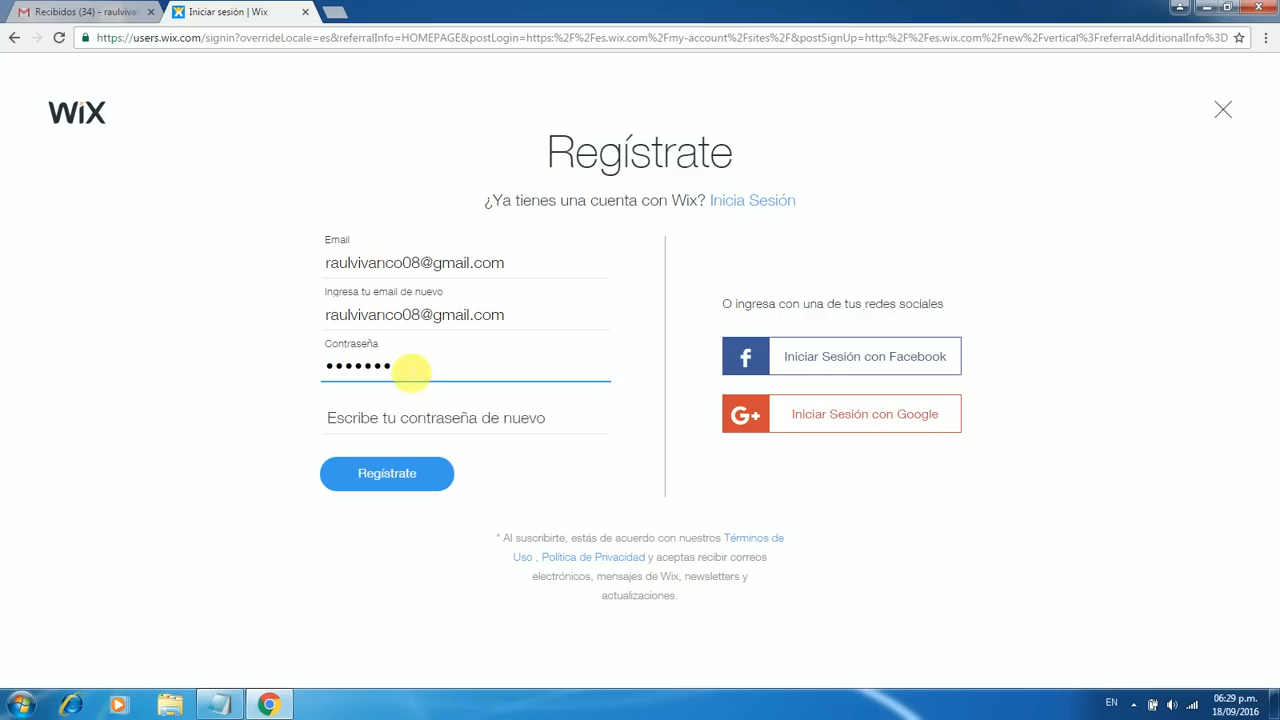 Recibidos (34) - raulvivan
Iniciar sesión | Wix
https://users.wix.com/signin?overrideLocale=es&referralInfo=HOMEPAGE&postLogin=https:%2F%2Fes.wix.com%2Fmy-account%2Fsites%2F&postSignUp=http:%2F%2Fes.wix.com%2Fnew%2Fvertical%3FreferralAdditionalInfo%3D
WiX
Regístrate
¿Ya tienes una cuenta con Wix? Inicia Sesión
Email
raulvivanco08@gmail.com
Ingresa tu email de nuevo
raulvivanco08@gmail.com
Contraseña
•••••••
Escribe tu contraseña de nuevo
Regístrate
O ingresa con una de tus redes sociales
f Iniciar Sesión con Facebook
G+ Iniciar Sesión con Google
* Al suscribirte, estás de acuerdo con nuestros Términos de
Uso , Política de Privacidad y aceptas recibir correos
electrónicos, mensajes de Wix, newsletters y
actualizaciones.
EN
06:29 p.m.
18/09/2016